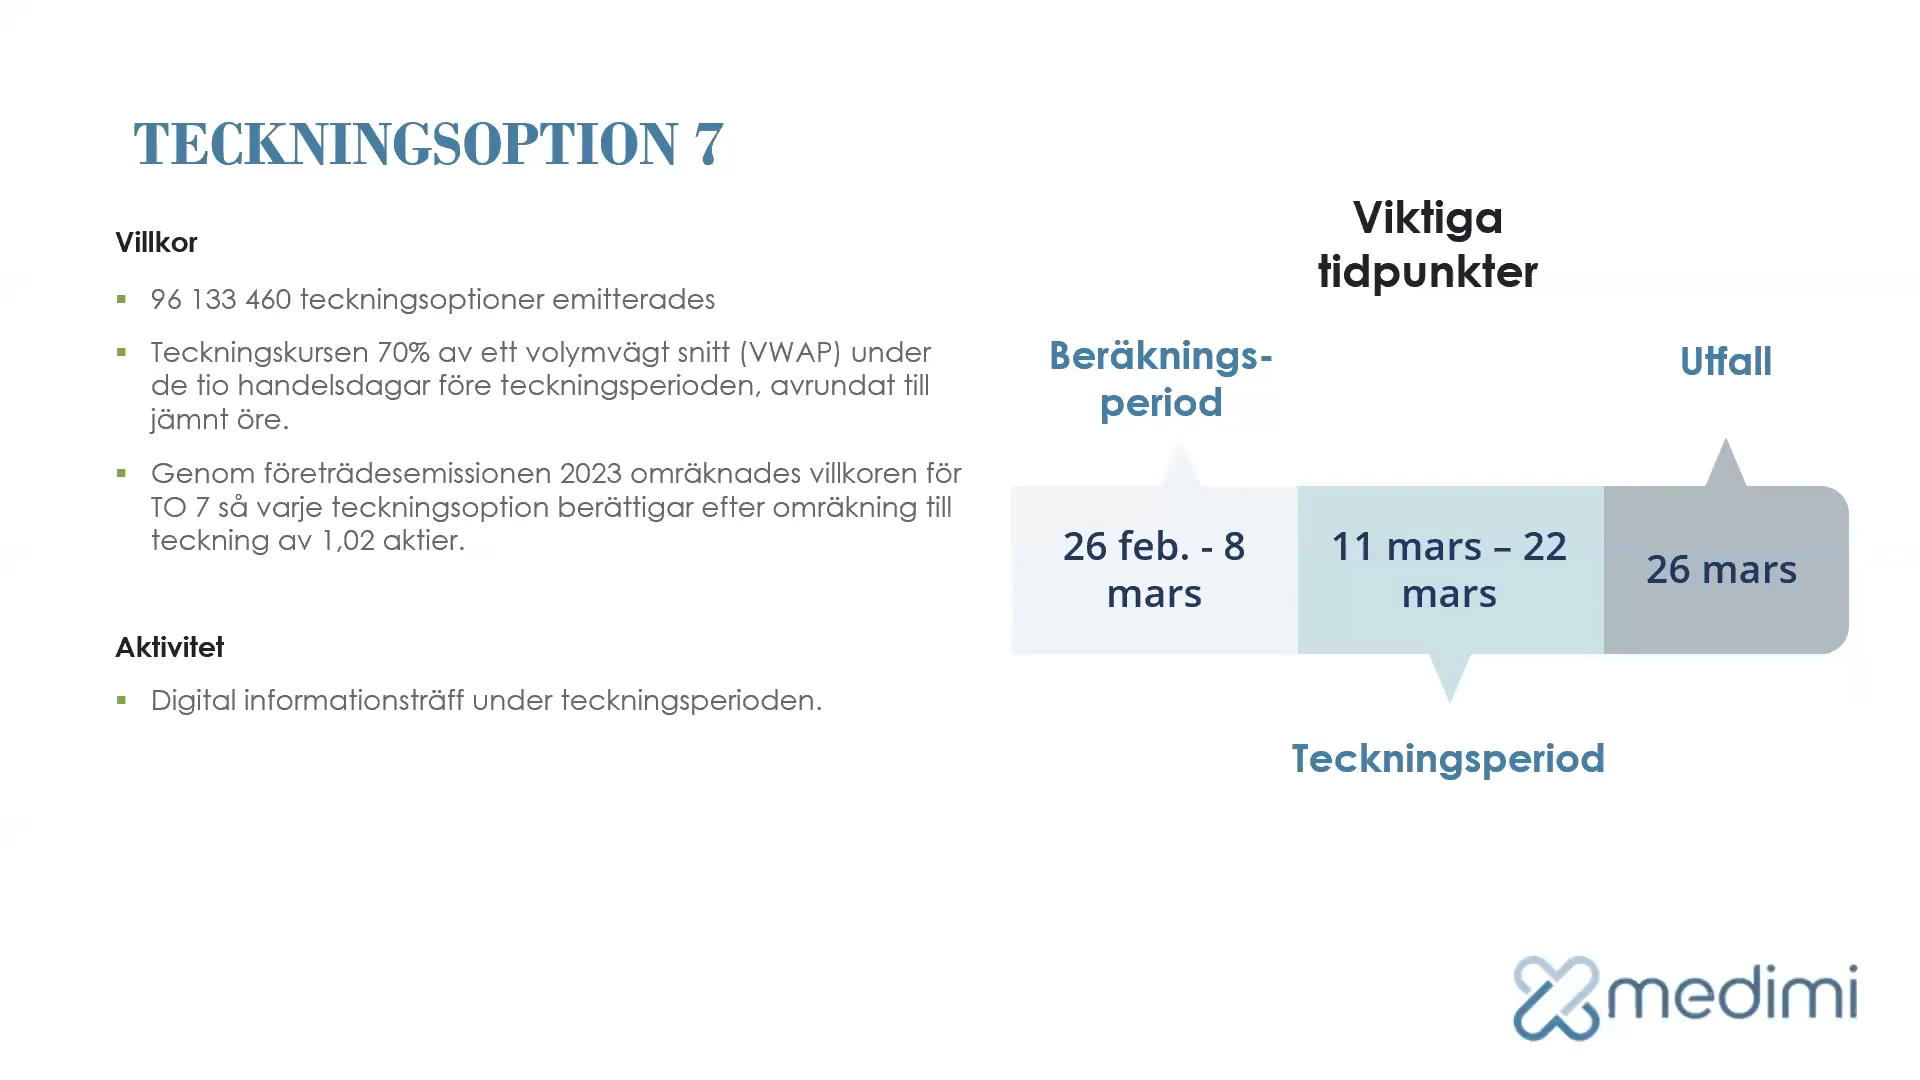 TECKNINGSOPTION 7
Villkor
▪ 96 133 460 teckningsoptioner emitterades
▪ Teckningskursen 70% av ett volymvägt snitt (VWAP) under
de tio handelsdagar före teckningsperioden, avrundat till
jämnt öre.
▪ Genom företrädesemissionen 2023 omräknades villkoren för
TO 7 så varje teckningsoption berättigar efter omräkning till
teckning av 1,02 aktier.
Aktivitet
▪ Digital informationsträff under teckningsperioden.
Viktiga
tidpunkter
Beräknings-
period
Utfall
26 feb. - 8
mars
11 mars – 22
mars
26 mars
Teckningsperiod
medimi